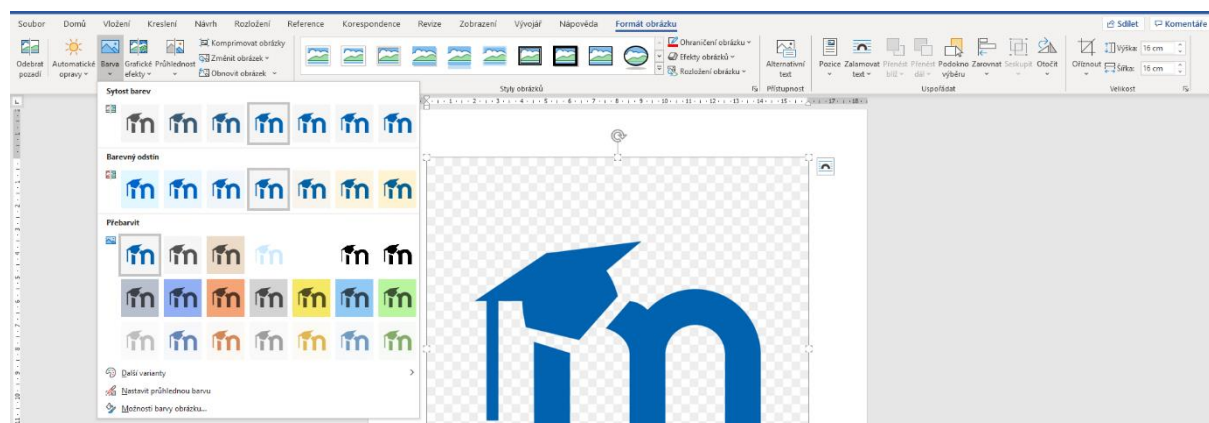 Soubor Domů Vložení Kreslení Návrh Rozložení Reference Korespondence Revize Zobrazení Vývojář Nápověda Formát obrázku Sdílet Komentáře
Odebrat pozadí
Automatické opravy
Barva
Grafické efekty
Průhlednost
Komprimovat obrázky
Změnit obrázek
Obnovit obrázek
Ohraničení obrázku
Efekty obrázků
Rozložení obrázku
Styly obrázků
Alternativní text
Přístupnost
Pozice
Zalamovat text
Přenést blíž
Přenést dál
Podokno výběru
Zarovnat
Seskupit
Otočit
Uspořádat
Oříznout
Výška: 16 cm
Šířka: 16 cm
Velikost
Sytost barev
Barevný odstín
Přebarvit
Další varianty
Nastavit průhlednou barvu
Možnosti barvy obrázku...